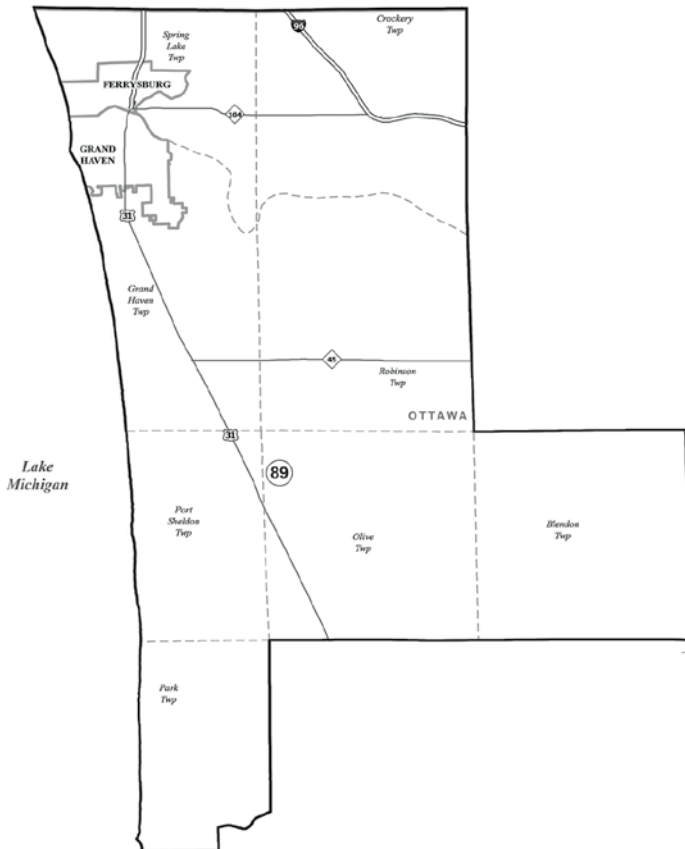 Crockery
Twp
96
Spring
Lake
Twp
FERRYSBURG
104
GRAND
HAVEN
31
Grand
Haven
Twp
45
Robinson
Twp
OTTAWA
31
Lake
Michigan
89
Port
Sheldon
Twp
Olive
Twp
Blendon
Twp
Park
Twp